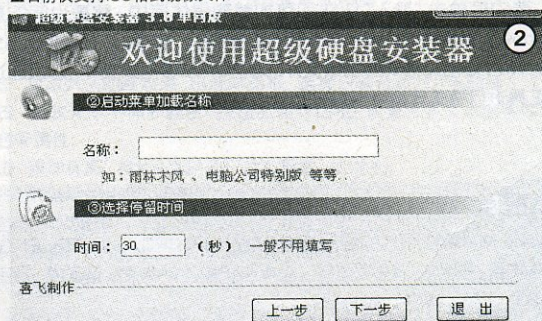 超级硬盘安装器 3.0 单向版
欢迎使用超级硬盘安装器
2
②启动菜单加载名称
名称：
如：雨林木风 、电脑公司特别版 等等..
③选择停留时间
时间： 30 （秒） 一般不用填写
喜飞制作
上一步 下一步 退 出